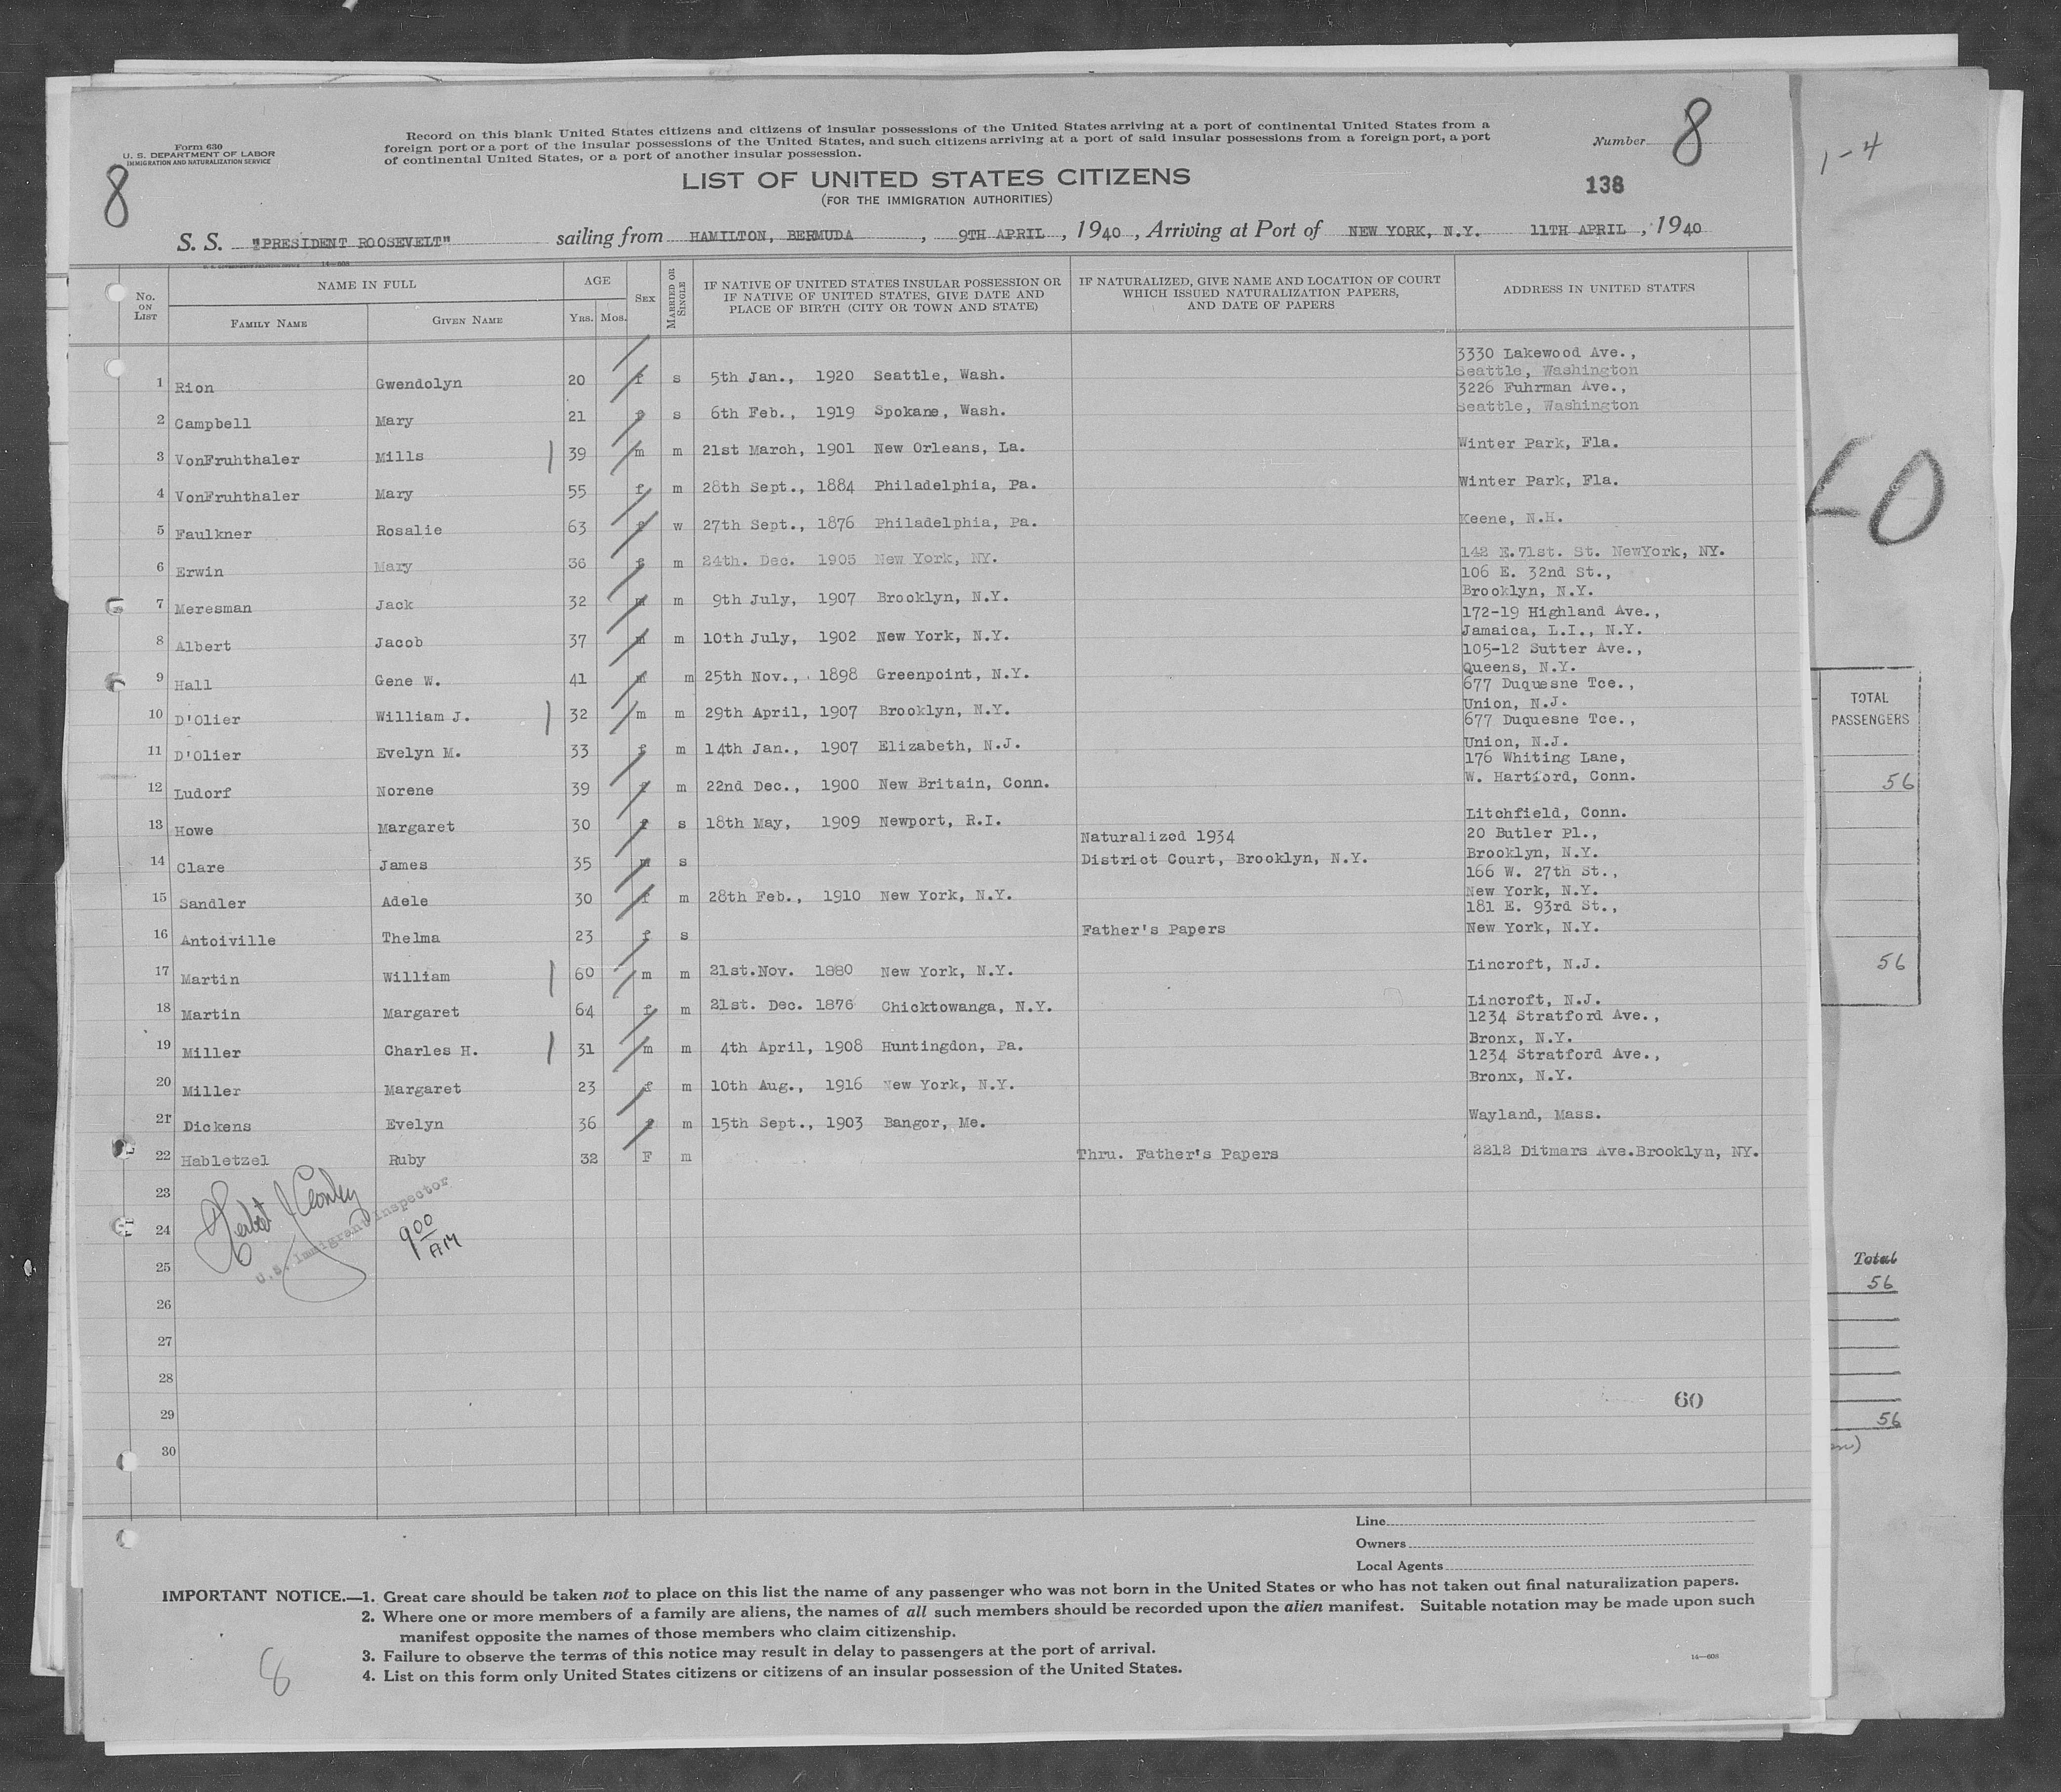 Form 630
U. S. DEPARTMENT OF LABOR
IMMIGRATION AND NATURALIZATION SERVICE
8
Record on this blank United States citizens and citizens of insular possessions of the United States arriving at a port of continental United States from a
foreign port or a port of the insular possessions of the United States, and such citizens arriving at a port of said insular possessions from a foreign port, a port
of continental United States, or a port of another insular possession.
Number 8
1-4
LIST OF UNITED STATES CITIZENS
(FOR THE IMMIGRATION AUTHORITIES)
138
S. S. "PRESIDENT ROOSEVELT" sailing from HAMILTON, BERMUDA, 9TH APRIL, 1940, Arriving at Port of NEW YORK, N.Y. 11TH APRIL, 1940
No. ON LIST
NAME IN FULL
FAMILY NAME GIVEN NAME
AGE
YRS. MOS.
SEX
MARRIED OR SINGLE
IF NATIVE OF UNITED STATES INSULAR POSSESSION OR
IF NATIVE OF UNITED STATES, GIVE DATE AND
PLACE OF BIRTH (CITY OR TOWN AND STATE)
IF NATURALIZED, GIVE NAME AND LOCATION OF COURT
WHICH ISSUED NATURALIZATION PAPERS,
AND DATE OF PAPERS
ADDRESS IN UNITED STATES
3330 Lakewood Ave.,
1 Rion Gwendolyn 20 f s 5th Jan., 1920 Seattle, Wash. Seattle, Washington
3226 Fuhrman Ave.,
2 Campbell Mary 21 f s 6th Feb., 1919 Spokane, Wash. Seattle, Washington
3 VonFruhthaler Mills 39 m m 21st March, 1901 New Orleans, La. Winter Park, Fla.
4 VonFruhthaler Mary 55 f m 28th Sept., 1884 Philadelphia, Pa. Winter Park, Fla.
5 Faulkner Rosalie 63 f w 27th Sept., 1876 Philadelphia, Pa. Keene, N.H.
6 Erwin Mary 36 f m 24th. Dec. 1905 New York, NY. 142 E.71st. St. NewYork, NY.
106 E. 32nd St.,
7 Meresman Jack 32 m m 9th July, 1907 Brooklyn, N.Y. Brooklyn, N.Y.
172-19 Highland Ave.,
8 Albert Jacob 37 m m 10th July, 1902 New York, N.Y. Jamaica, L.I., N.Y.
105-12 Sutter Ave.,
9 Hall Gene W. 41 m m 25th Nov., 1898 Greenpoint, N.Y. Queens, N.Y.
677 Duquesne Tce.,
10 D'Olier William J. 32 m m 29th April, 1907 Brooklyn, N.Y. Union, N.J.
677 Duquesne Tce.,
11 D'Olier Evelyn M. 33 f m 14th Jan., 1907 Elizabeth, N.J. Union, N.J.
176 Whiting Lane,
12 Ludorf Norene 39 f m 22nd Dec., 1900 New Britain, Conn. W. Hartford, Conn.
13 Howe Margaret 30 f s 18th May, 1909 Newport, R.I. Litchfield, Conn.
Naturalized 1934 20 Butler Pl.,
14 Clare James 35 m s District Court, Brooklyn, N.Y. Brooklyn, N.Y.
166 W. 27th St.,
15 Sandler Adele 30 f m 28th Feb., 1910 New York, N.Y. New York, N.Y.
181 E. 93rd St.,
16 Antoiville Thelma 23 f s Father's Papers New York, N.Y.
17 Martin William 60 m m 21st.Nov. 1880 New York, N.Y. Lincroft, N.J.
18 Martin Margaret 64 f m 21st. Dec. 1876 Chicktowanga, N.Y. Lincroft, N.J.
1234 Stratford Ave.,
19 Miller Charles H. 31 m m 4th April, 1908 Huntingdon, Pa. Bronx, N.Y.
1234 Stratford Ave.,
20 Miller Margaret 23 f m 10th Aug., 1916 New York, N.Y. Bronx, N.Y.
21 Dickens Evelyn 36 f m 15th Sept., 1903 Bangor, Me. Wayland, Mass.
22 Habletzel Ruby 32 F m Thru. Father's Papers 2212 Ditmars Ave.Brooklyn, NY.
23
24
25
26
27
28
29
30
U.S. Immigrant Inspector
9 00 AM
60
TOTAL
PASSENGERS
56
56
Total
56
56
Line
Owners
Local Agents
IMPORTANT NOTICE.—1. Great care should be taken not to place on this list the name of any passenger who was not born in the United States or who has not taken out final naturalization papers.
2. Where one or more members of a family are aliens, the names of all such members should be recorded upon the alien manifest. Suitable notation may be made upon such
manifest opposite the names of those members who claim citizenship.
3. Failure to observe the terms of this notice may result in delay to passengers at the port of arrival.
4. List on this form only United States citizens or citizens of an insular possession of the United States.
14—608
8